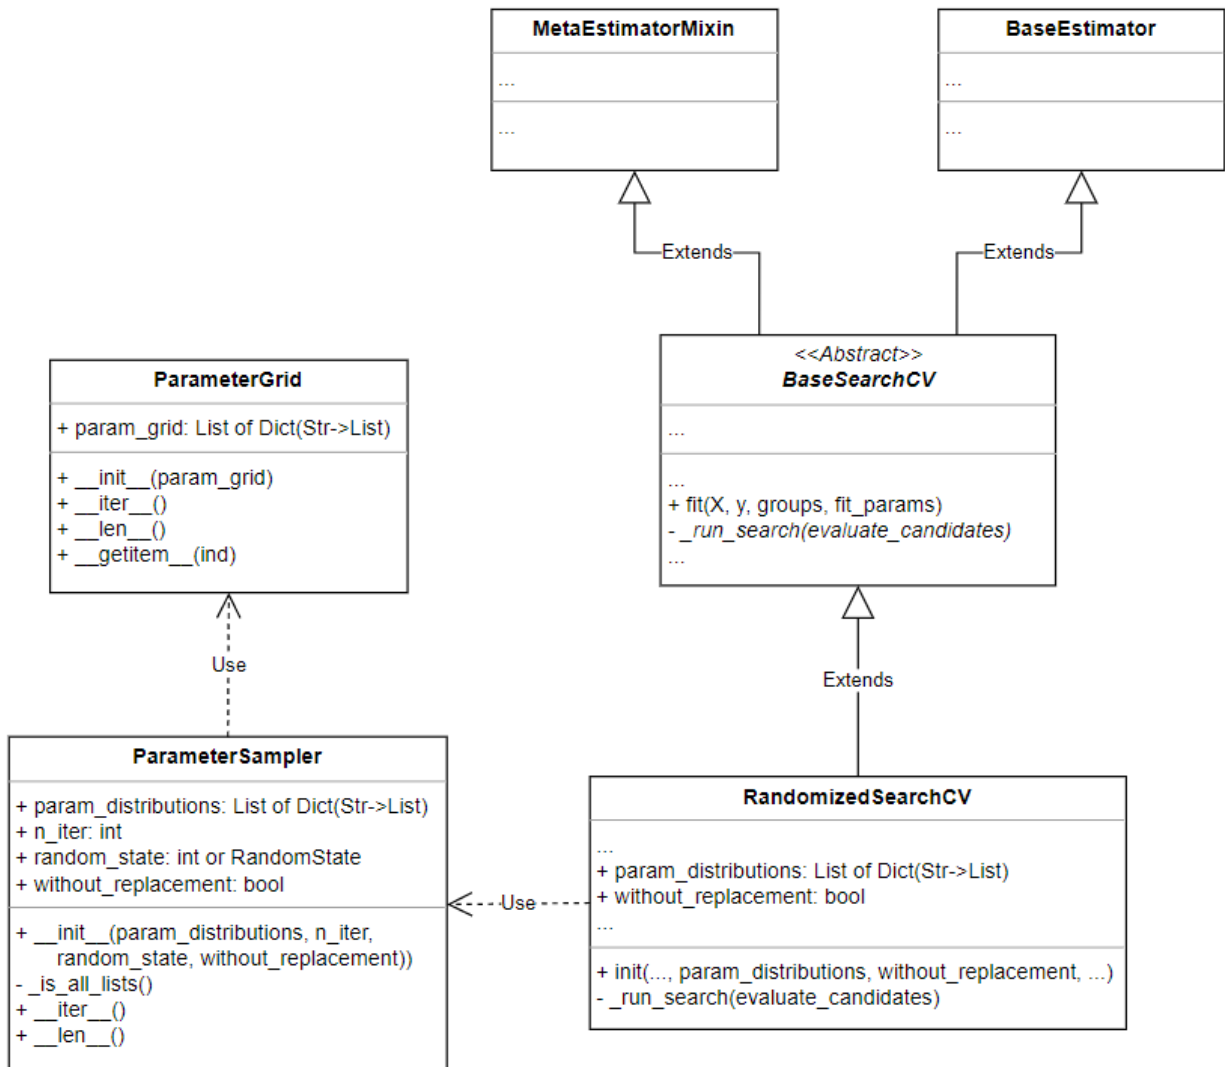 MetaEstimatorMixin
...
...
BaseEstimator
...
...
Extends
Extends
<<Abstract>>
BaseSearchCV
...
...
+ fit(X, y, groups, fit_params)
- _run_search(evaluate_candidates)
...
ParameterGrid
+ param_grid: List of Dict(Str->List)
+ __init__(param_grid)
+ __iter__()
+ __len__()
+ __getitem__(ind)
Use
Extends
ParameterSampler
+ param_distributions: List of Dict(Str->List)
+ n_iter: int
+ random_state: int or RandomState
+ without_replacement: bool
+ __init__(param_distributions, n_iter,
random_state, without_replacement))
- _is_all_lists()
+ __iter__()
+ __len__()
Use
RandomizedSearchCV
...
+ param_distributions: List of Dict(Str->List)
+ without_replacement: bool
...
+ init(..., param_distributions, without_replacement, ...)
- _run_search(evaluate_candidates)